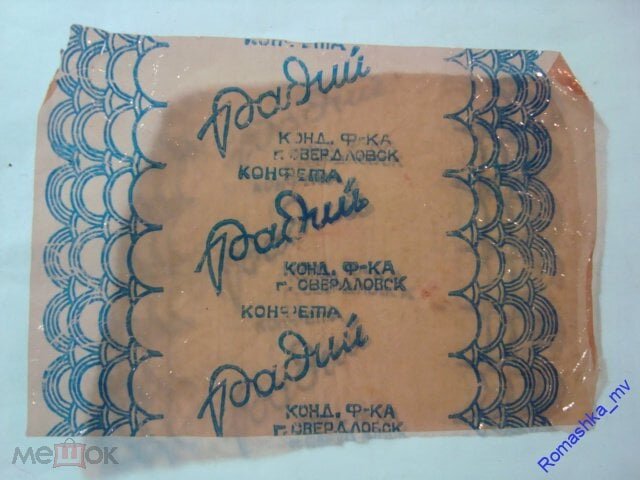 КОНФЕТА
Радий
КОНД. Ф-КА
г. СВЕРДЛОВСК
КОНФЕТА
Радий
КОНД. Ф-КА
г. СВЕРДЛОВСК
КОНФЕТА
Радий
КОНД. Ф-КА
г. СВЕРДЛОВСК
мешок
Romashka_mv